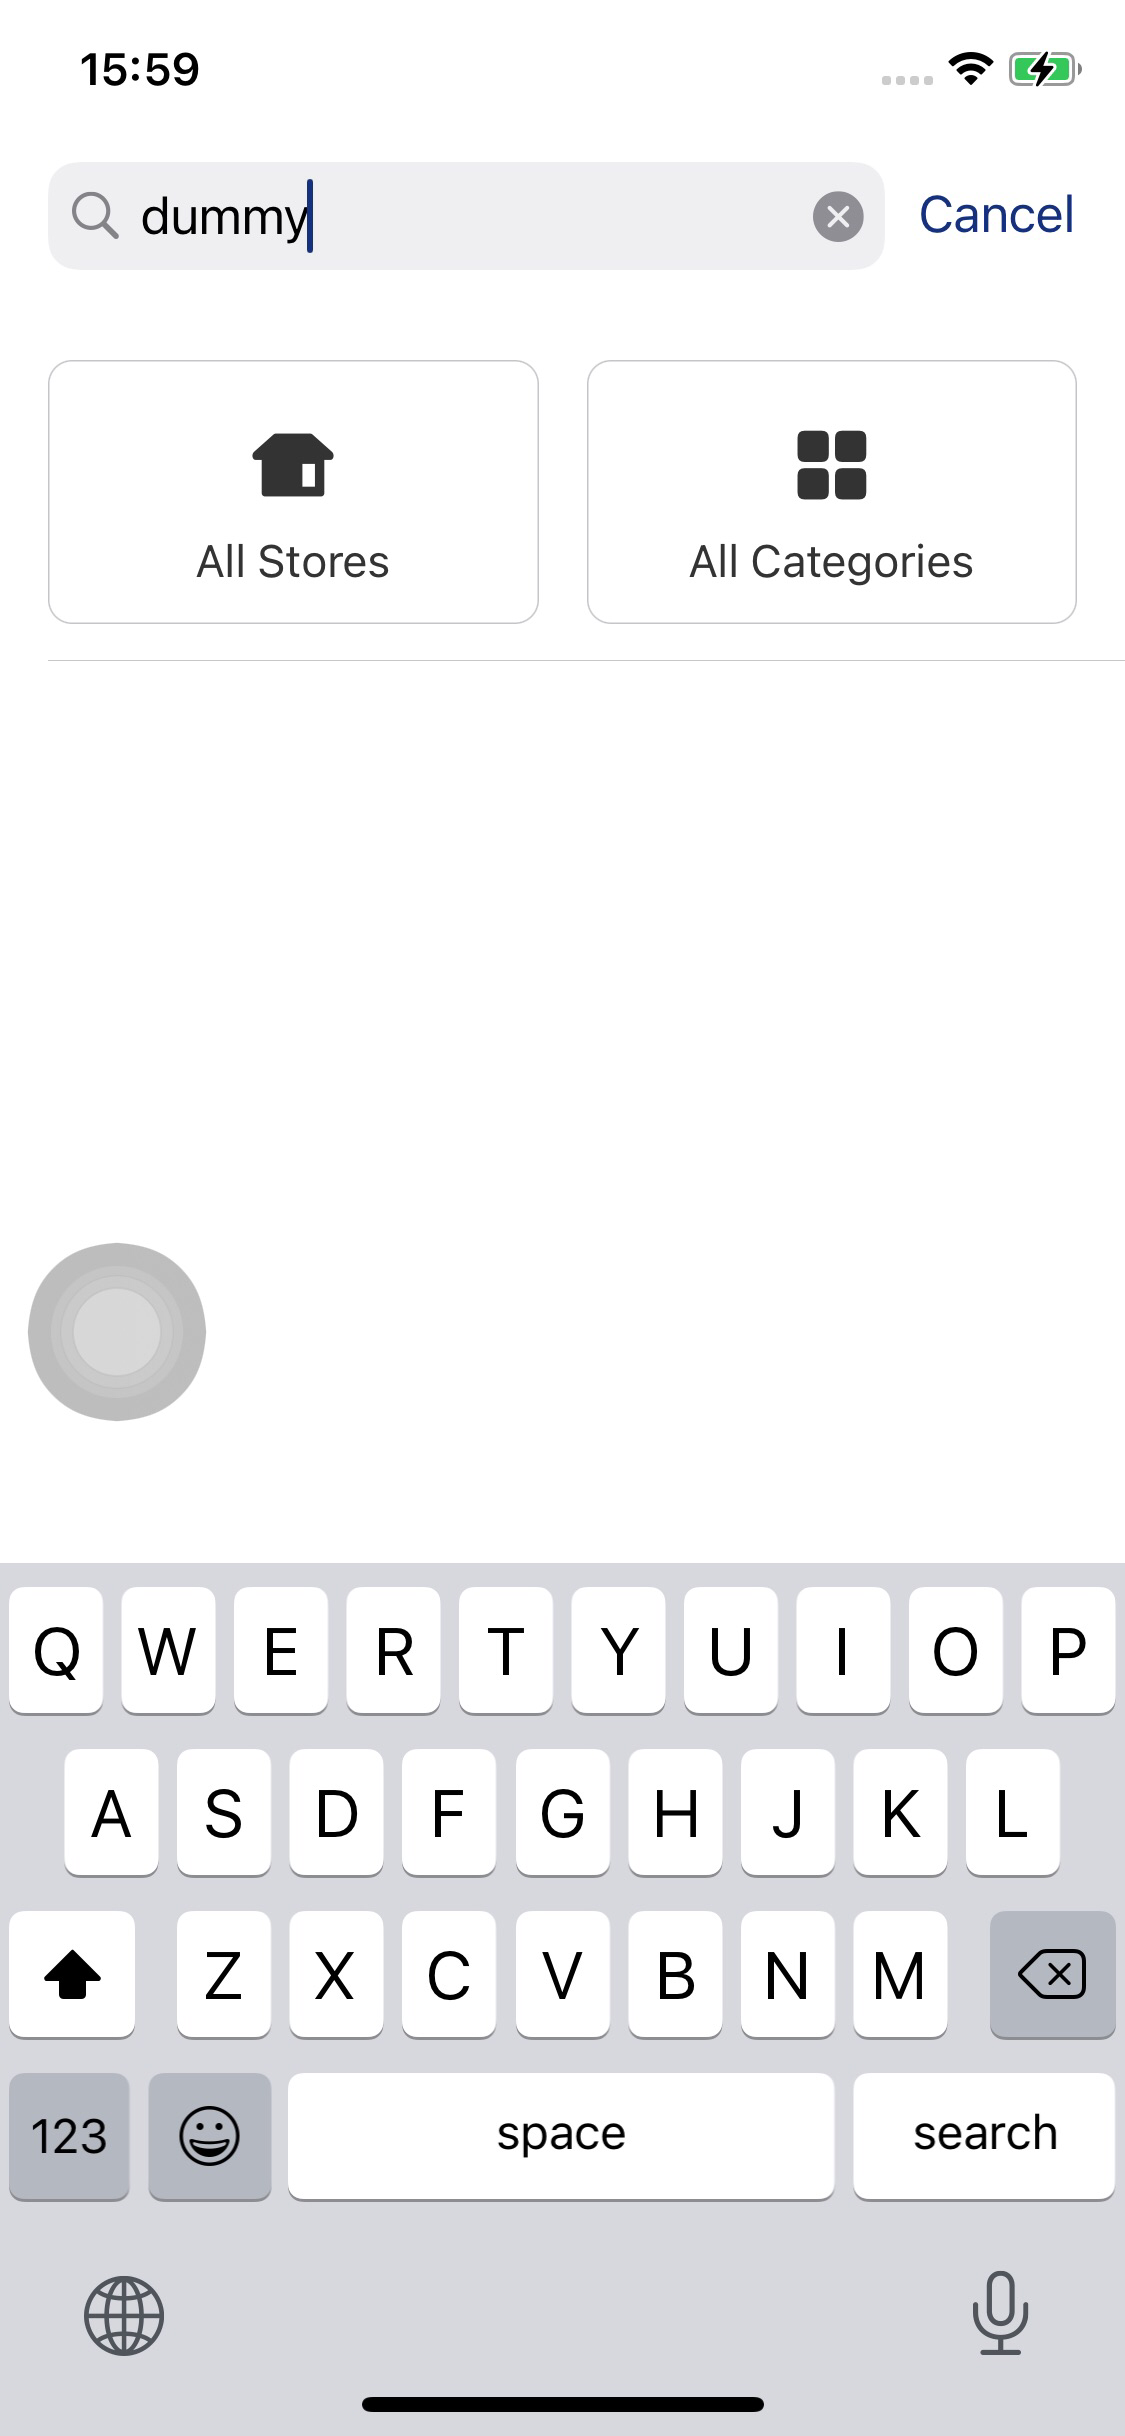 15:59
dummy
Cancel
All Stores
All Categories
Q W E R T Y U I O P
A S D F G H J K L
Z X C V B N M
123 space search